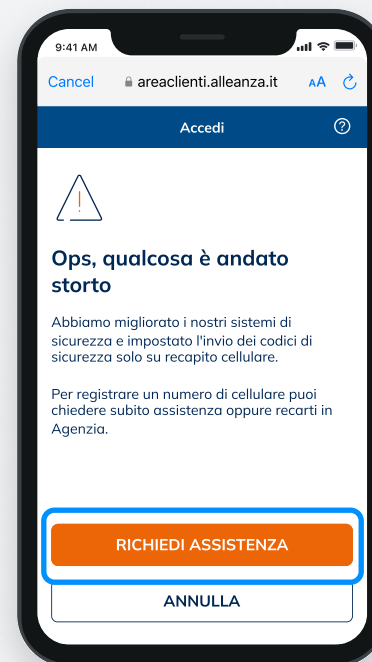 9:41 AM
Cancel areaclienti.alleanza.it AA
Accedi ?
!
Ops, qualcosa è andato
storto
Abbiamo migliorato i nostri sistemi di
sicurezza e impostato l'invio dei codici di
sicurezza solo su recapito cellulare.
Per registrare un numero di cellulare puoi
chiedere subito assistenza oppure recarti in
Agenzia.
RICHIEDI ASSISTENZA
ANNULLA